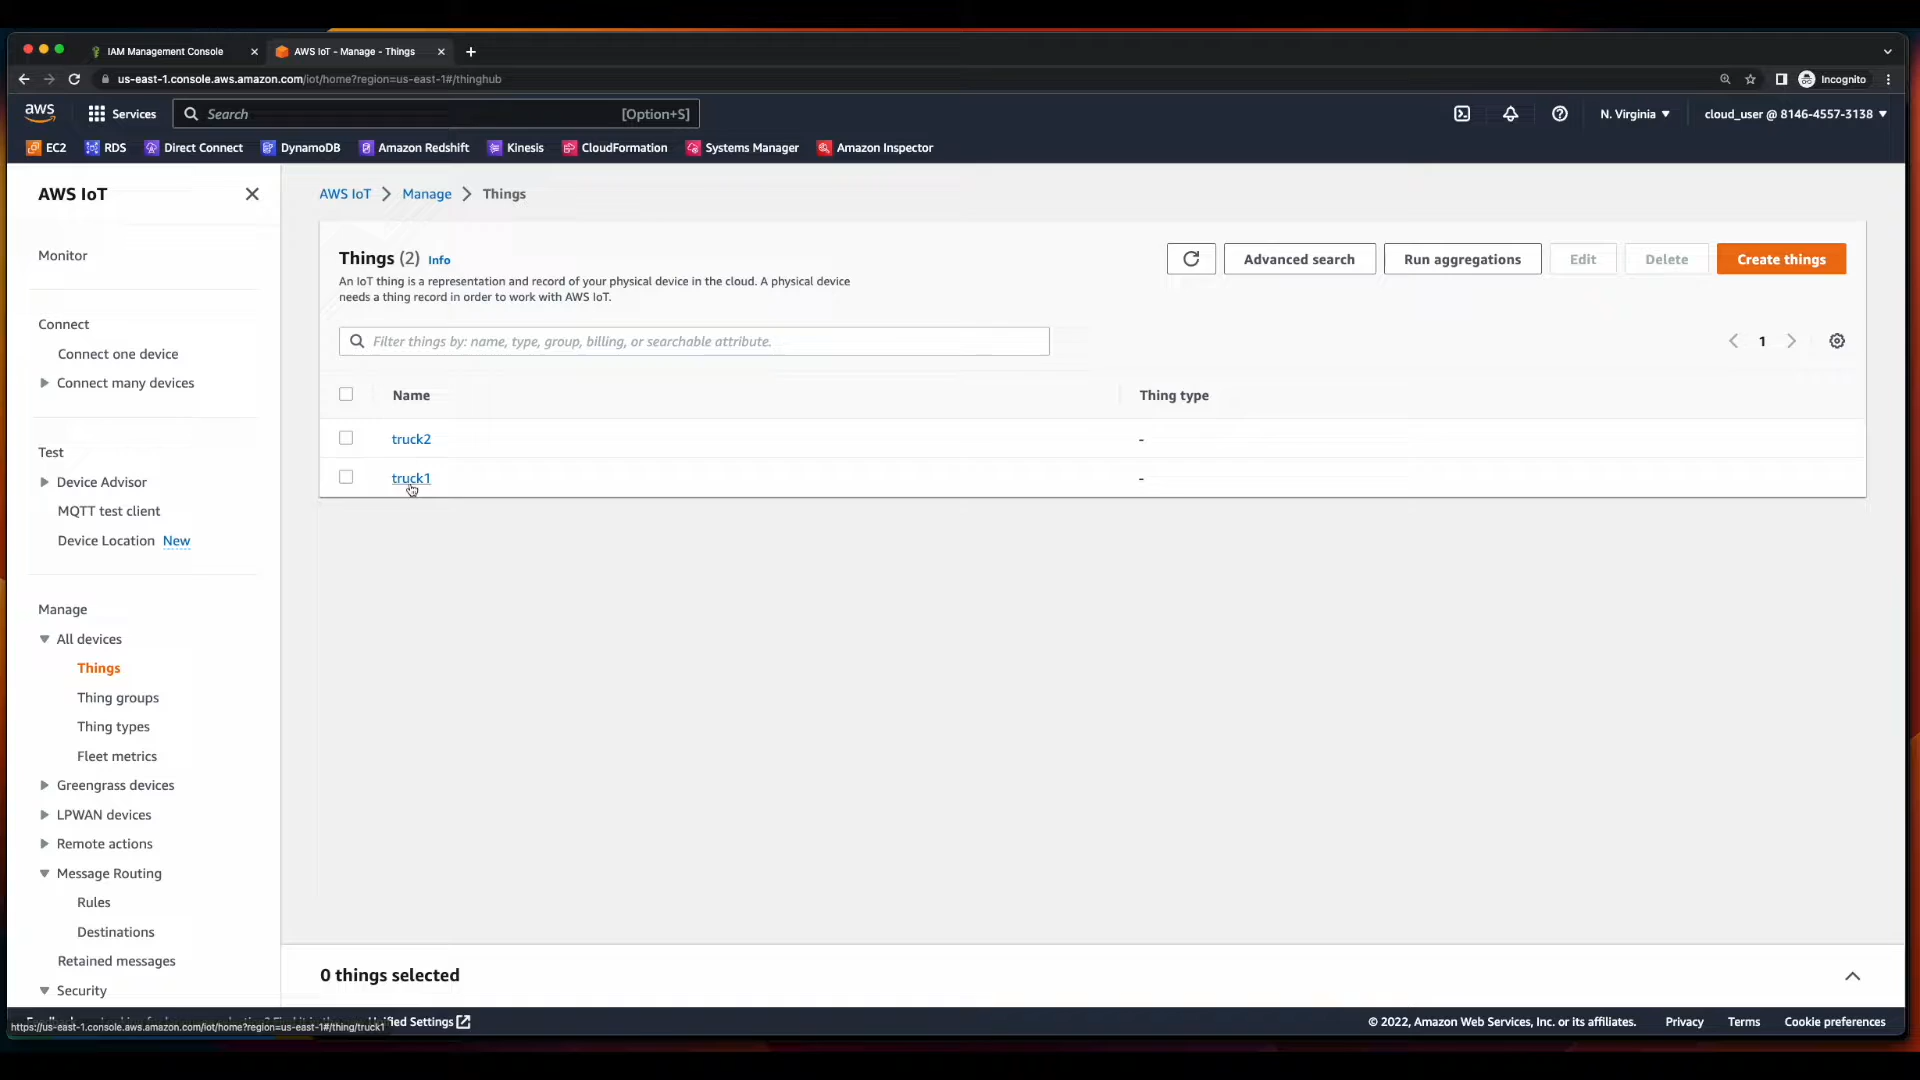 IAM Management Console
AWS IoT - Manage - Things
us-east-1.console.aws.amazon.com/iot/home?region=us-east-1#/thinghub
Incognito
aws
Services
Search
[Option+S]
N. Virginia
cloud_user @ 8146-4557-3138
EC2
RDS
Direct Connect
DynamoDB
Amazon Redshift
Kinesis
CloudFormation
Systems Manager
Amazon Inspector
AWS IoT
Monitor
Connect
Connect one device
Connect many devices
Test
Device Advisor
MQTT test client
Device Location New
Manage
All devices
Things
Thing groups
Thing types
Fleet metrics
Greengrass devices
LPWAN devices
Remote actions
Message Routing
Rules
Destinations
Retained messages
Security
AWS IoT > Manage > Things
Things (2) Info
An IoT thing is a representation and record of your physical device in the cloud. A physical device
needs a thing record in order to work with AWS IoT.
Advanced search
Run aggregations
Edit
Delete
Create things
Filter things by: name, type, group, billing, or searchable attribute.
1
Name
Thing type
truck2
-
truck1
-
0 things selected
https://us-east-1.console.aws.amazon.com/iot/home?region=us-east-1#/thing/truck1
Settings
© 2022, Amazon Web Services, Inc. or its affiliates.
Privacy
Terms
Cookie preferences